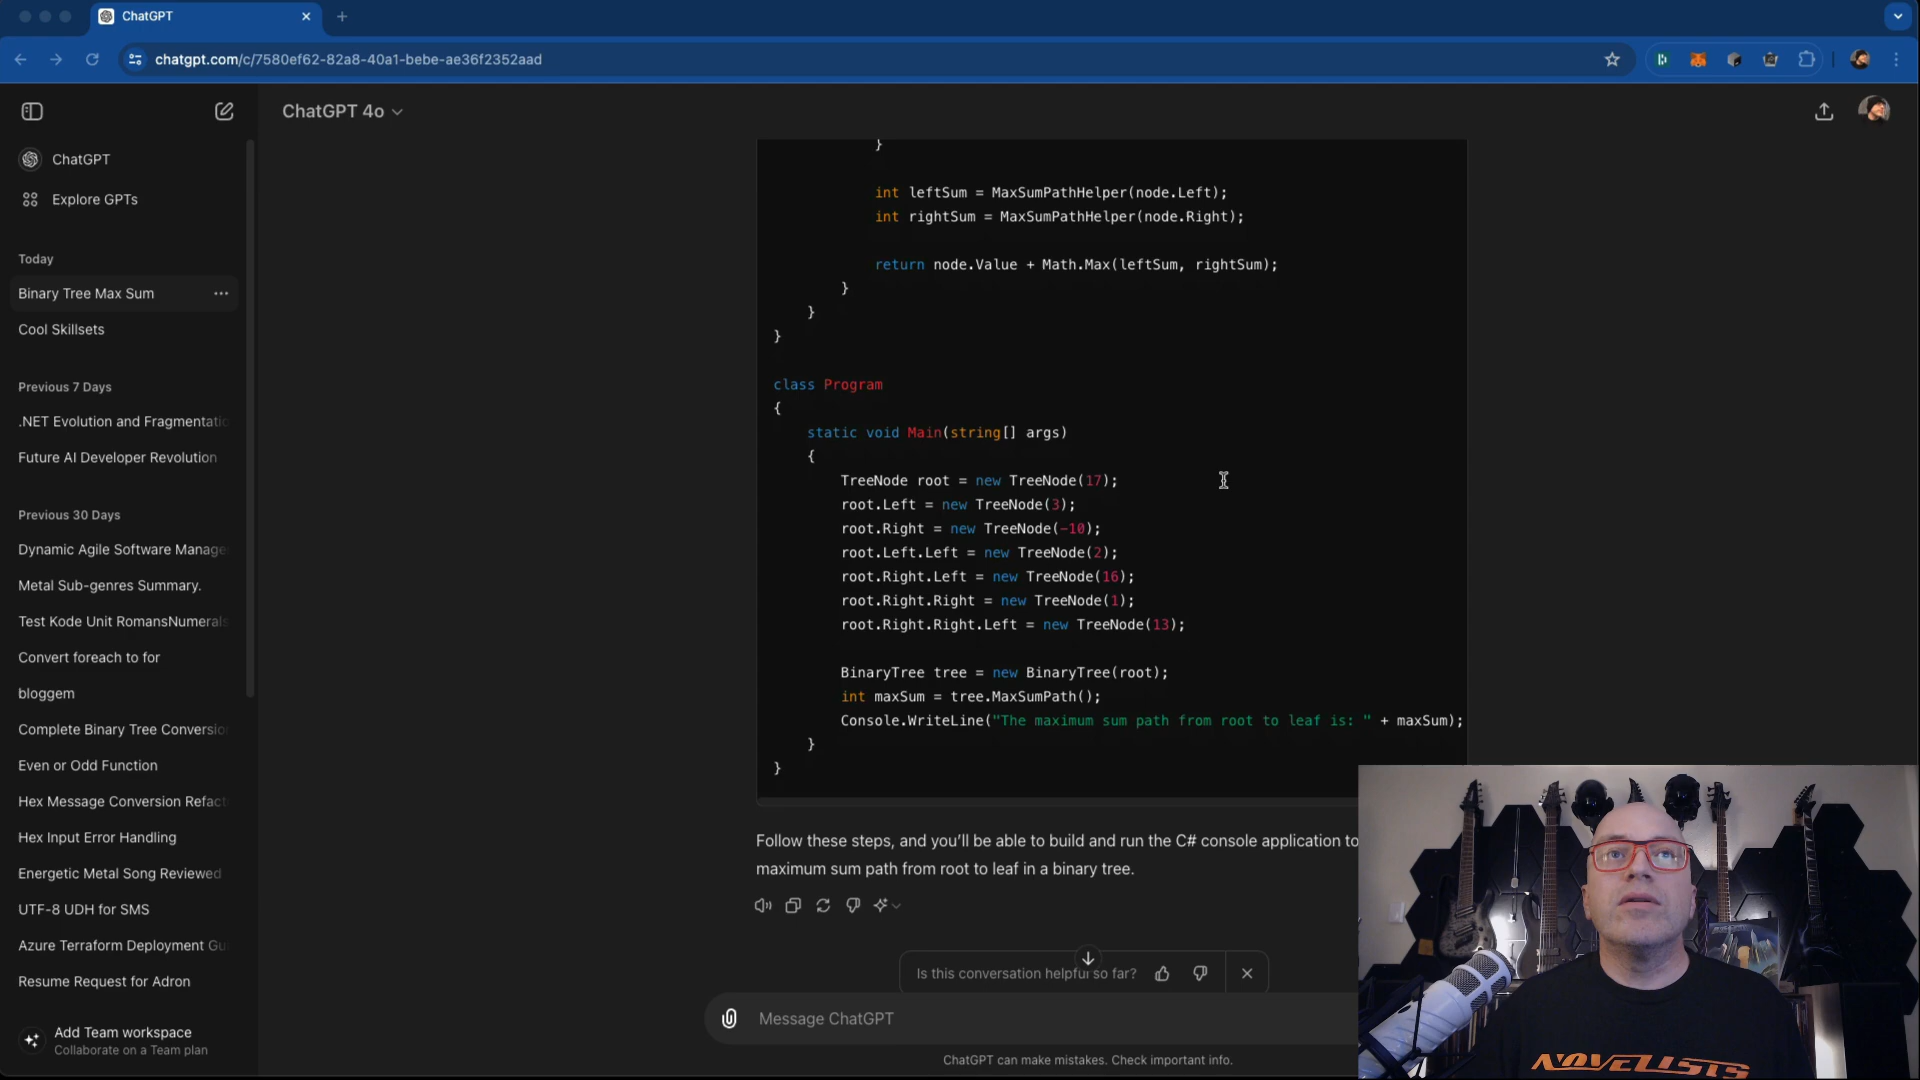 ChatGPT
chatgpt.com/c/7580ef62-82a8-40a1-bebe-ae36f2352aad
ChatGPT 4o
ChatGPT
Explore GPTs
Today
Binary Tree Max Sum
Cool Skillsets
Previous 7 Days
.NET Evolution and Fragmentatio
Future AI Developer Revolution
Previous 30 Days
Dynamic Agile Software Manage
Metal Sub-genres Summary.
Test Kode Unit RomansNumerals
Convert foreach to for
bloggem
Complete Binary Tree Conversio
Even or Odd Function
Hex Message Conversion Refact
Hex Input Error Handling
Energetic Metal Song Reviewed
UTF-8 UDH for SMS
Azure Terraform Deployment Gu
Resume Request for Adron
Add Team workspace
Collaborate on a Team plan
}
int leftSum = MaxSumPathHelper(node.Left);
int rightSum = MaxSumPathHelper(node.Right);
return node.Value + Math.Max(leftSum, rightSum);
}
}
}
class Program
{
static void Main(string[] args)
{
TreeNode root = new TreeNode(17);
root.Left = new TreeNode(3);
root.Right = new TreeNode(-10);
root.Left.Left = new TreeNode(2);
root.Right.Left = new TreeNode(16);
root.Right.Right = new TreeNode(1);
root.Right.Right.Left = new TreeNode(13);
BinaryTree tree = new BinaryTree(root);
int maxSum = tree.MaxSumPath();
Console.WriteLine("The maximum sum path from root to leaf is: " + maxSum);
}
}
Follow these steps, and you'll be able to build and run the C# console application to
maximum sum path from root to leaf in a binary tree.
Is this conversation helpful so far?
Message ChatGPT
ChatGPT can make mistakes. Check important info.
NOVELISTS